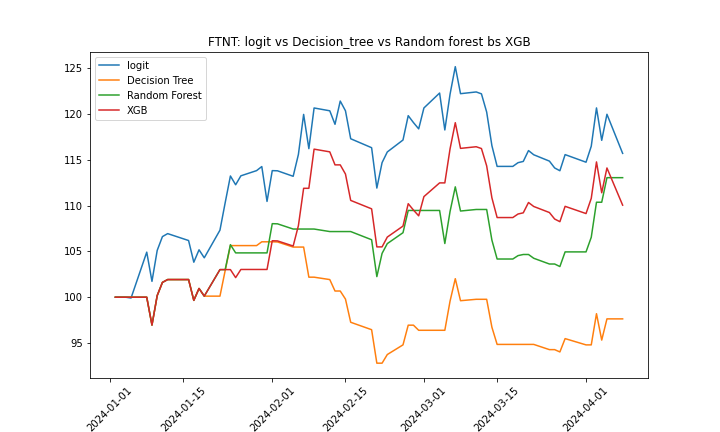 FTNT: logit vs Decision_tree vs Random forest bs XGB
logit
Decision Tree
Random Forest
XGB
125
120
115
110
105
100
95
2024-01-01
2024-01-15
2024-02-01
2024-02-15
2024-03-01
2024-03-15
2024-04-01